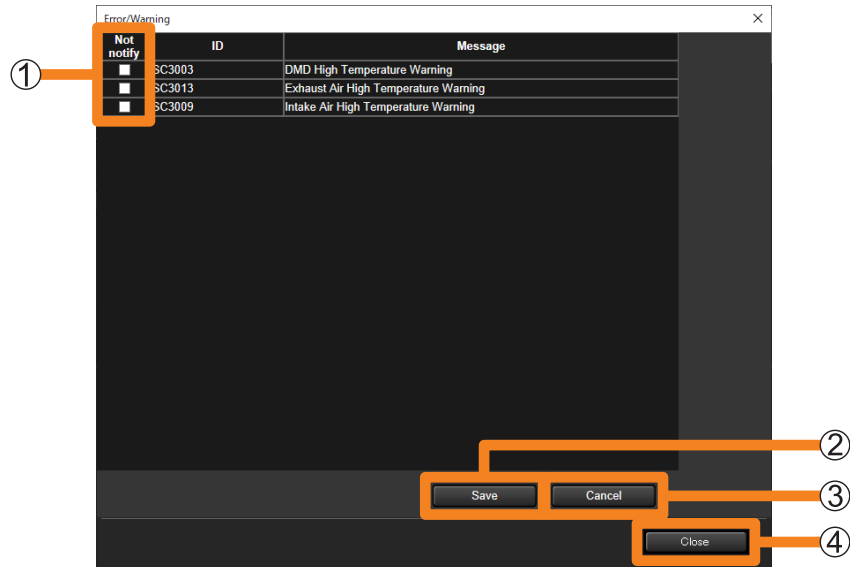 Error/Warning
Not notify ID Message
① SC3003 DMD High Temperature Warning
SC3013 Exhaust Air High Temperature Warning
SC3009 Intake Air High Temperature Warning
②
Save Cancel ③
Close ④